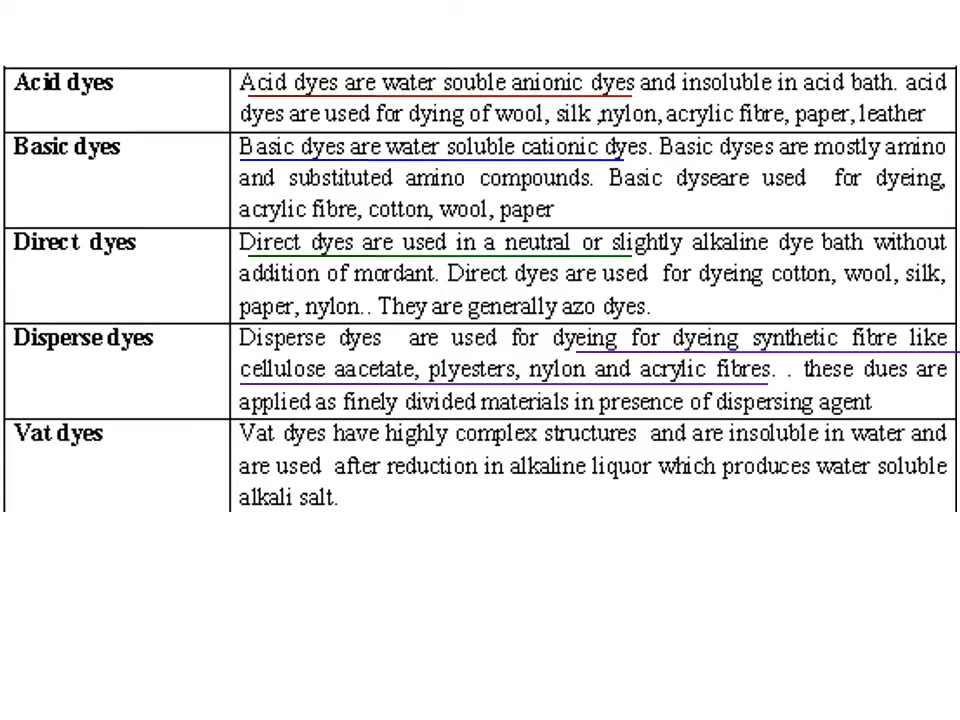 Acid dyes
Acid dyes are water souble anionic dyes and insoluble in acid bath. acid
dyes are used for dying of wool, silk ,nylon, acrylic fibre, paper, leather
Basic dyes
Basic dyes are water soluble cationic dyes. Basic dyses are mostly amino
and substituted amino compounds. Basic dyseare used for dyeing,
acrylic fibre, cotton, wool, paper
Direct dyes
Direct dyes are used in a neutral or slightly alkaline dye bath without
addition of mordant. Direct dyes are used for dyeing cotton, wool, silk,
paper, nylon.. They are generally azo dyes.
Disperse dyes
Disperse dyes are used for dyeing for dyeing synthetic fibre like
cellulose aacetate, plyesters, nylon and acrylic fibres. . these dues are
applied as finely divided materials in presence of dispersing agent
Vat dyes
Vat dyes have highly complex structures and are insoluble in water and
are used after reduction in alkaline liquor which produces water soluble
alkali salt.